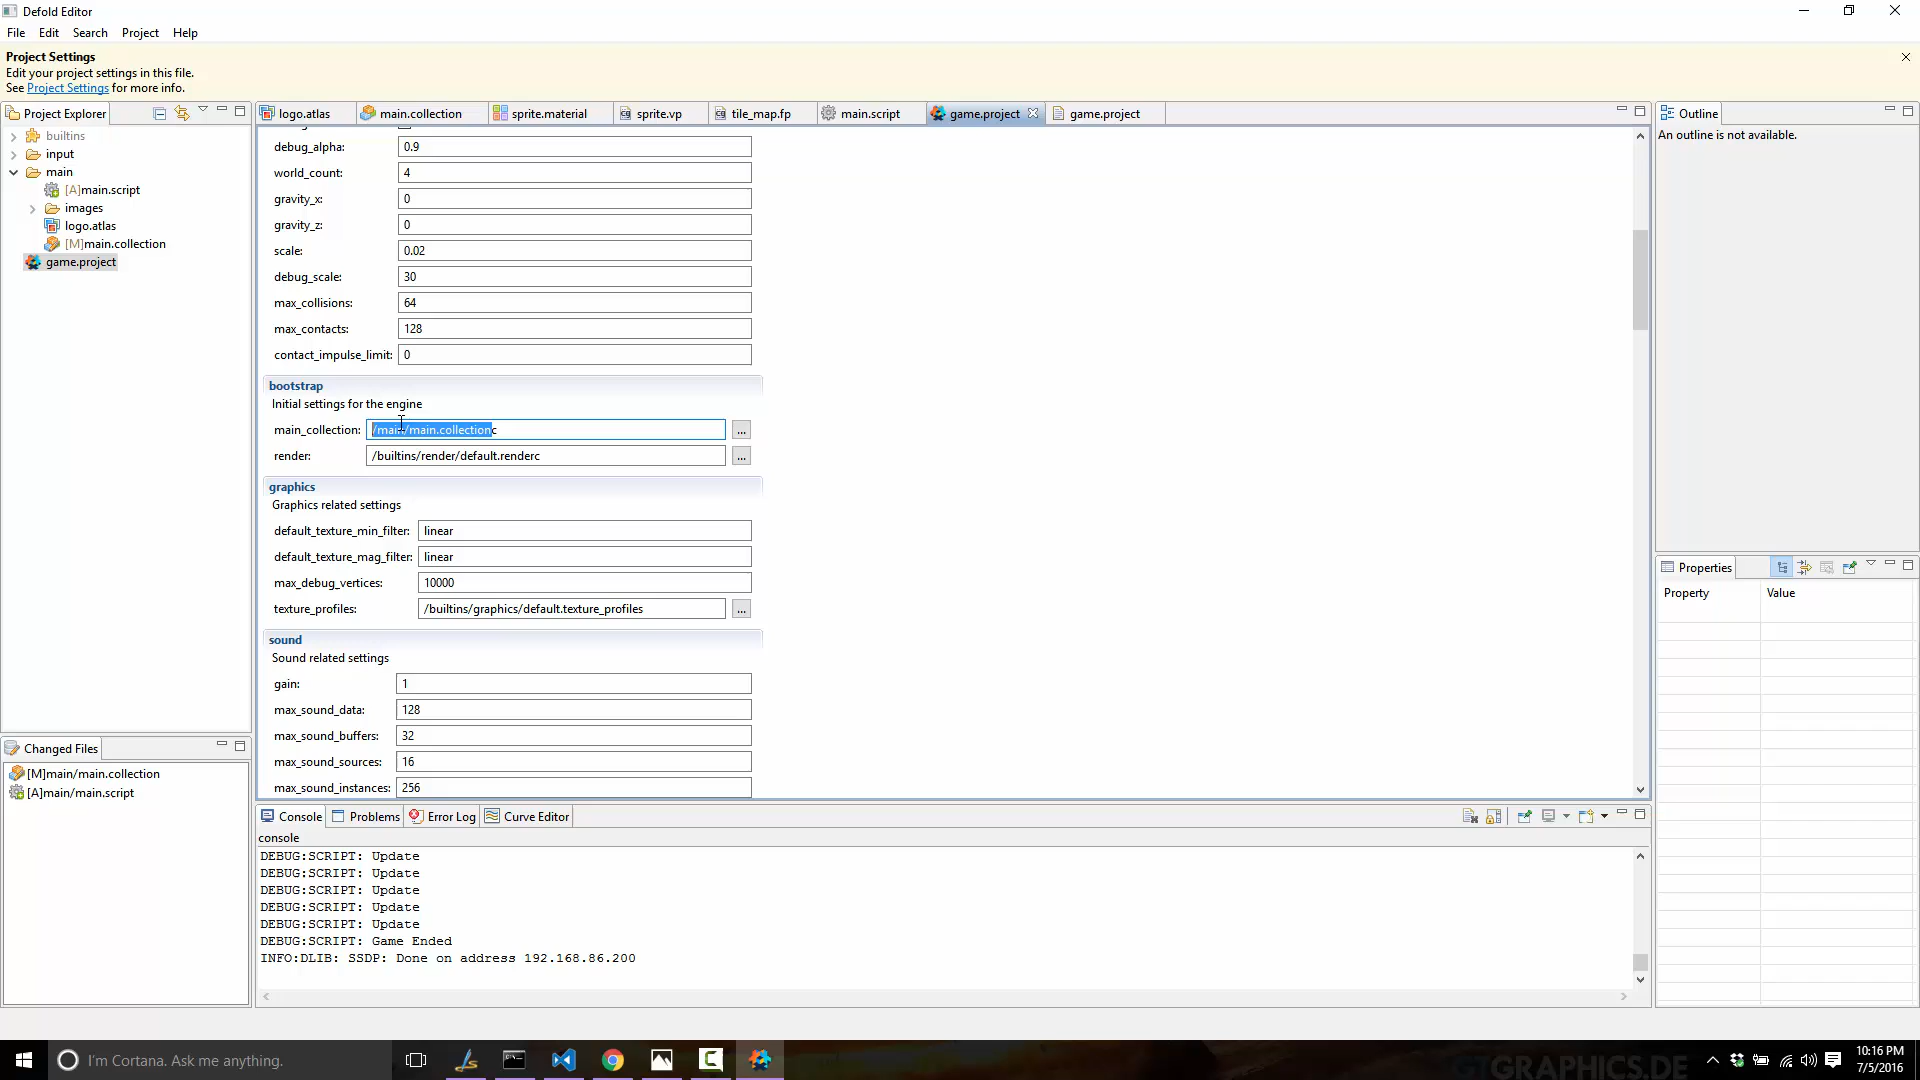 Defold Editor
File Edit Search Project Help
Project Settings
Edit your project settings in this file.
See Project Settings for more info.
Project Explorer
builtins
input
main
[A]main.script
images
logo.atlas
[M]main.collection
game.project
Changed Files
[M]main/main.collection
[A]main/main.script
logo.atlas main.collection sprite.material sprite.vp tile_map.fp main.script game.project game.project
debug_alpha: 0.9
world_count: 4
gravity_x: 0
gravity_z: 0
scale: 0.02
debug_scale: 30
max_collisions: 64
max_contacts: 128
contact_impulse_limit: 0
bootstrap
Initial settings for the engine
main_collection: /main/main.collectionc ...
render: /builtins/render/default.renderc ...
graphics
Graphics related settings
default_texture_min_filter: linear
default_texture_mag_filter: linear
max_debug_vertices: 10000
texture_profiles: /builtins/graphics/default.texture_profiles ...
sound
Sound related settings
gain: 1
max_sound_data: 128
max_sound_buffers: 32
max_sound_sources: 16
max_sound_instances: 256
Console Problems Error Log Curve Editor
console
DEBUG:SCRIPT: Update
DEBUG:SCRIPT: Update
DEBUG:SCRIPT: Update
DEBUG:SCRIPT: Update
DEBUG:SCRIPT: Update
DEBUG:SCRIPT: Game Ended
INFO:DLIB: SSDP: Done on address 192.168.86.200
Outline
An outline is not available.
Properties
Property Value
I'm Cortana. Ask me anything.
GTGRAPHICS.DE
10:16 PM
7/5/2016